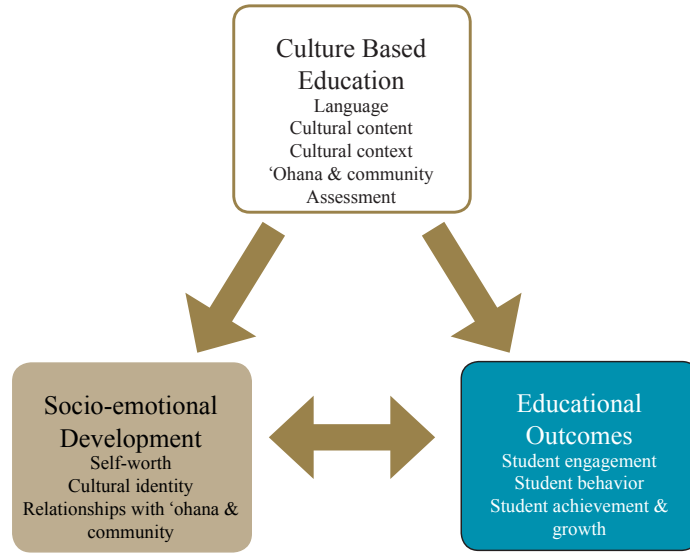 Culture Based
Education
Language
Cultural content
Cultural context
‘Ohana & community
Assessment
Socio-emotional
Development
Self-worth
Cultural identity
Relationships with ‘ohana &
community
Educational
Outcomes
Student engagement
Student behavior
Student achievement &
growth